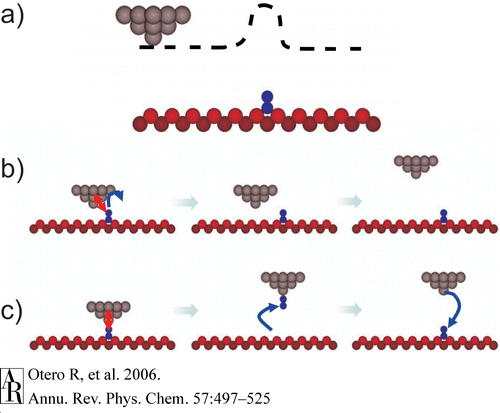 a)
b)
c)
AR
Otero R, et al. 2006.
Annu. Rev. Phys. Chem. 57:497–525